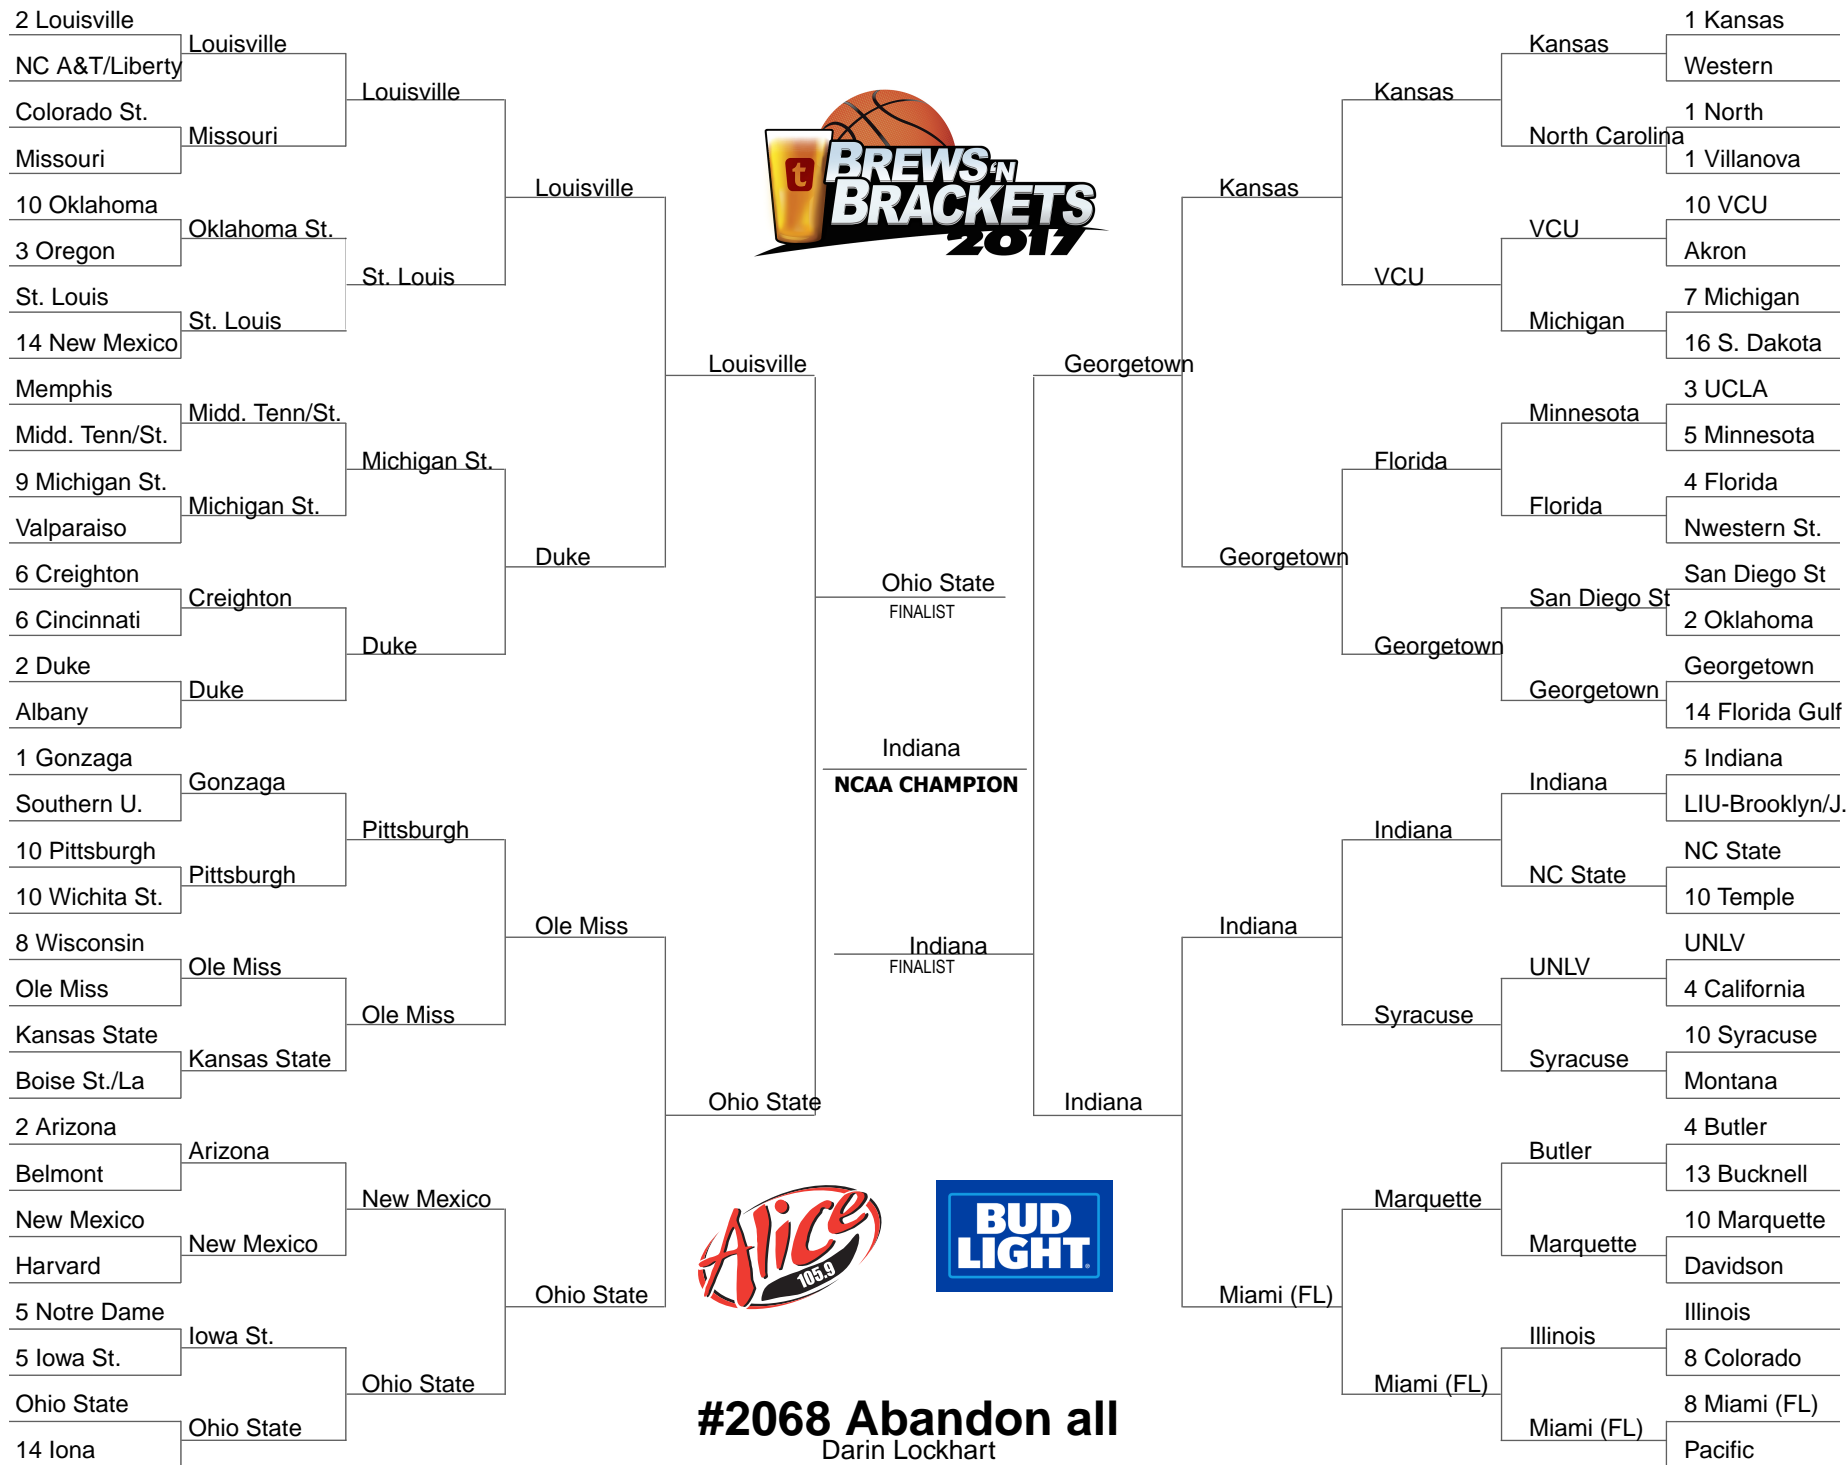 2 Louisville
NC A&T/Liberty
Colorado St.
Missouri
10 Oklahoma
3 Oregon
St. Louis
14 New Mexico
Memphis
Midd. Tenn/St.
9 Michigan St.
Valparaiso
6 Creighton
6 Cincinnati
2 Duke
Albany
1 Gonzaga
Southern U.
10 Pittsburgh
10 Wichita St.
8 Wisconsin
Ole Miss
Kansas State
Boise St./La
2 Arizona
Belmont
New Mexico
Harvard
5 Notre Dame
5 Iowa St.
Ohio State
14 Iona
Louisville
Missouri
Oklahoma St.
St. Louis
Midd. Tenn/St.
Michigan St.
Creighton
Duke
Gonzaga
Pittsburgh
Ole Miss
Kansas State
Arizona
New Mexico
Iowa St.
Ohio State
Louisville
St. Louis
Michigan St.
Duke
Pittsburgh
Ole Miss
New Mexico
Ohio State
Louisville
Duke
Ole Miss
Ohio State
Louisville
Ohio State
t
BREWS 'N
BRACKETS
2017
Ohio State
FINALIST
Indiana
NCAA CHAMPION
Indiana
FINALIST
Alice
105.9
BUD
LIGHT
#2068 Abandon all
Darin Lockhart
Georgetown
Indiana
Kansas
Georgetown
Indiana
Miami (FL)
Kansas
VCU
Florida
Georgetown
Indiana
Syracuse
Marquette
Miami (FL)
Kansas
North Carolina
VCU
Michigan
Minnesota
Florida
San Diego St
Georgetown
Indiana
NC State
UNLV
Syracuse
Butler
Marquette
Illinois
Miami (FL)
1 Kansas
Western
1 North
1 Villanova
10 VCU
Akron
7 Michigan
16 S. Dakota
3 UCLA
5 Minnesota
4 Florida
Nwestern St.
San Diego St
2 Oklahoma
Georgetown
14 Florida Gulf
5 Indiana
LIU-Brooklyn/J.
NC State
10 Temple
UNLV
4 California
10 Syracuse
Montana
4 Butler
13 Bucknell
10 Marquette
Davidson
Illinois
8 Colorado
8 Miami (FL)
Pacific